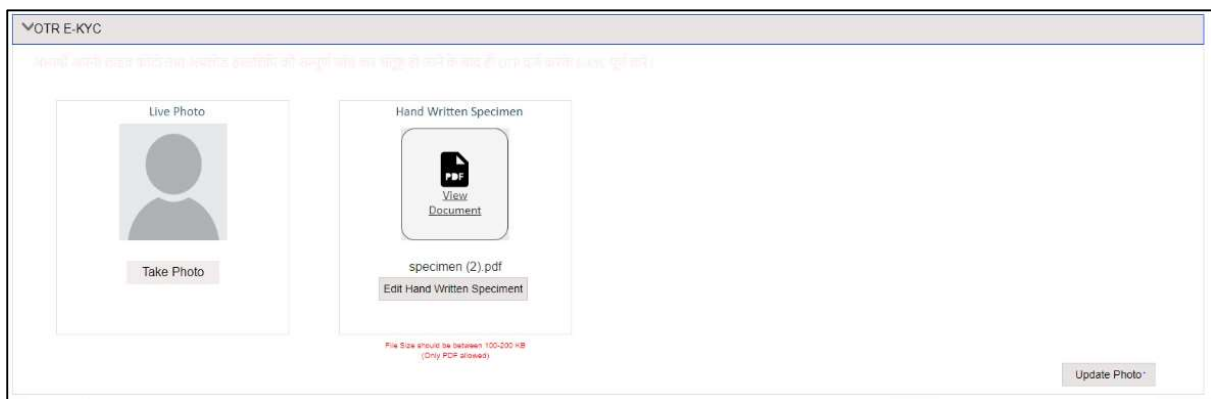 OTR E-KYC
Live Photo
Take Photo
Hand Written Specimen
PDF
View
Document
specimen (2).pdf
Edit Hand Written Speciment
File Size should be between 100-200 KB
(Only PDF allowed)
Update Photo